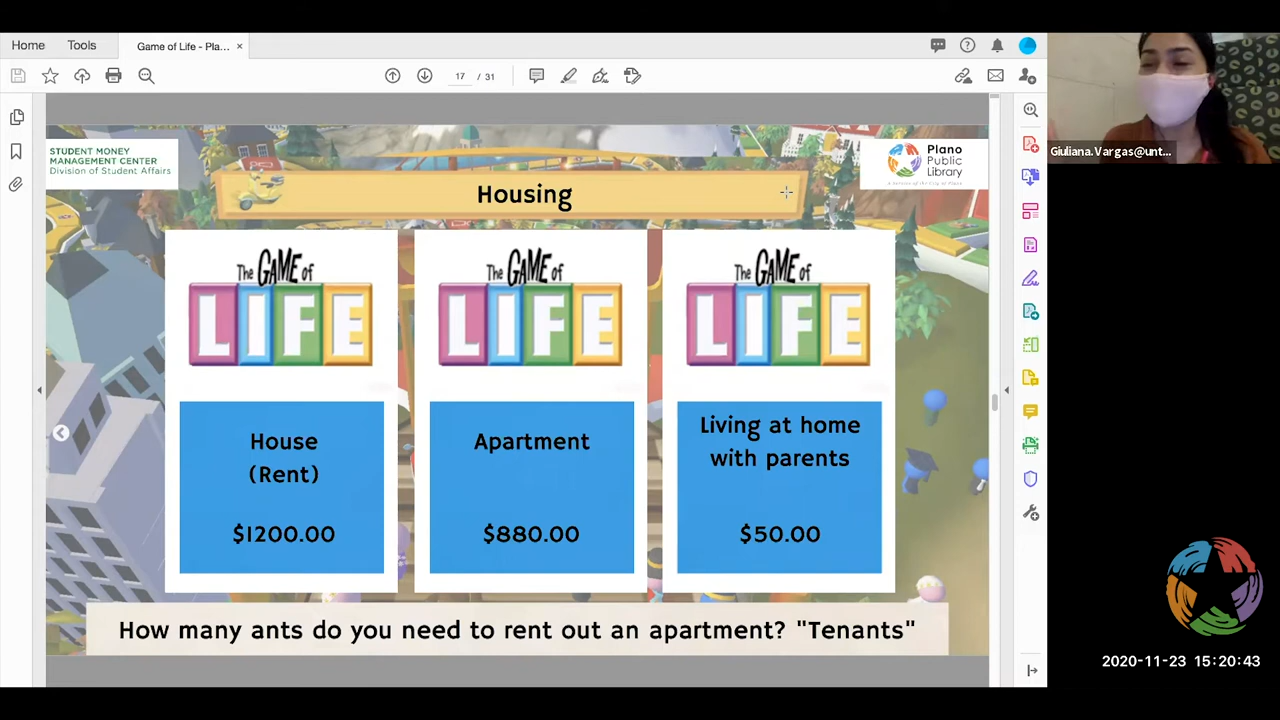 Home
Tools
Game of Life - Pla... ×
17 / 31
STUDENT MONEY
MANAGEMENT CENTER
Division of Student Affairs
Plano
Public
Library
Housing
The GAME of
LIFE
House
(Rent)
$1200.00
The GAME of
LIFE
Apartment
$880.00
The GAME of
LIFE
Living at home
with parents
$50.00
How many ants do you need to rent out an apartment? "Tenants"
Giuliana.Vargas@unt...
2020-11-23 15:20:43